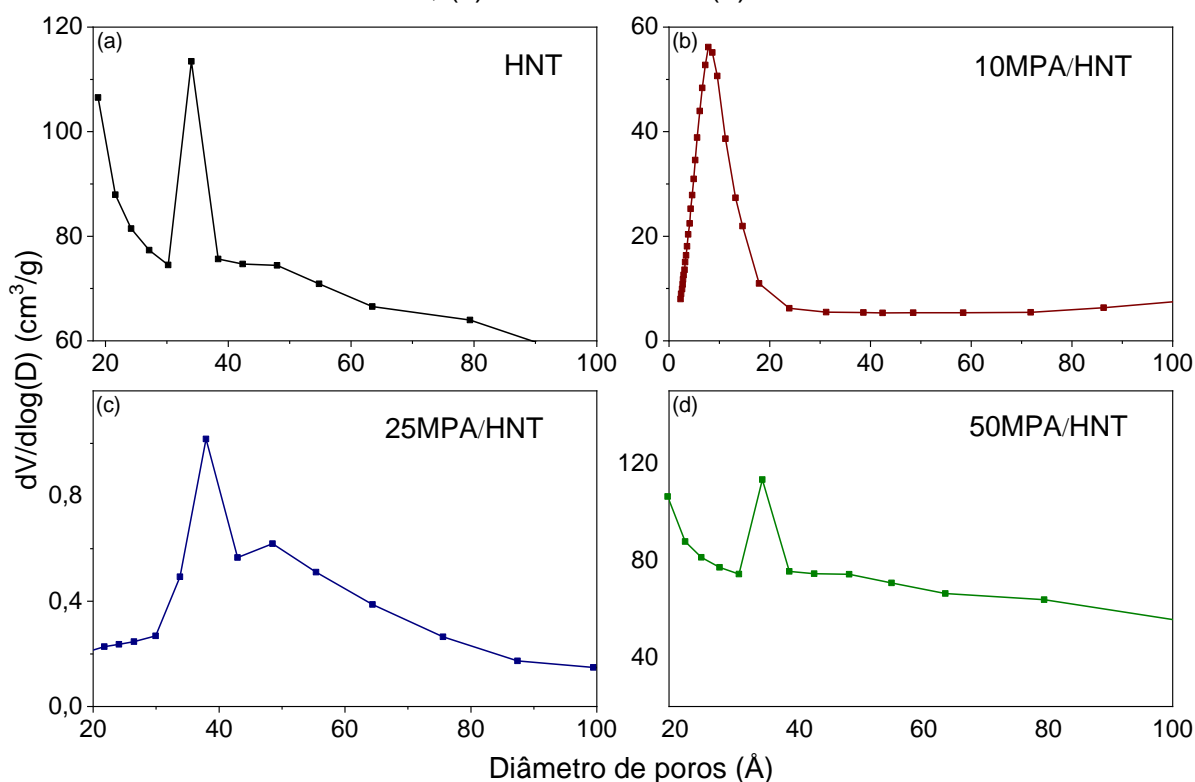 (a)
HNT
120
100
80
60
20 40 60 80 100
(b)
10MPA/HNT
60
40
20
0
0 20 40 60 80 100
dV/dlog(D) (cm³/g)
(c)
25MPA/HNT
0,8
0,4
0,0
20 40 60 80 100
(d)
50MPA/HNT
120
80
40
20 40 60 80 100
Diâmetro de poros (Å)